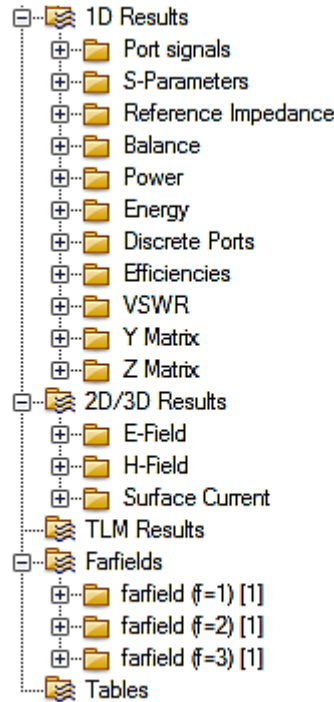 1D Results
Port signals
S-Parameters
Reference Impedance
Balance
Power
Energy
Discrete Ports
Efficiencies
VSWR
Y Matrix
Z Matrix
2D/3D Results
E-Field
H-Field
Surface Current
TLM Results
Farfields
farfield (f=1) [1]
farfield (f=2) [1]
farfield (f=3) [1]
Tables